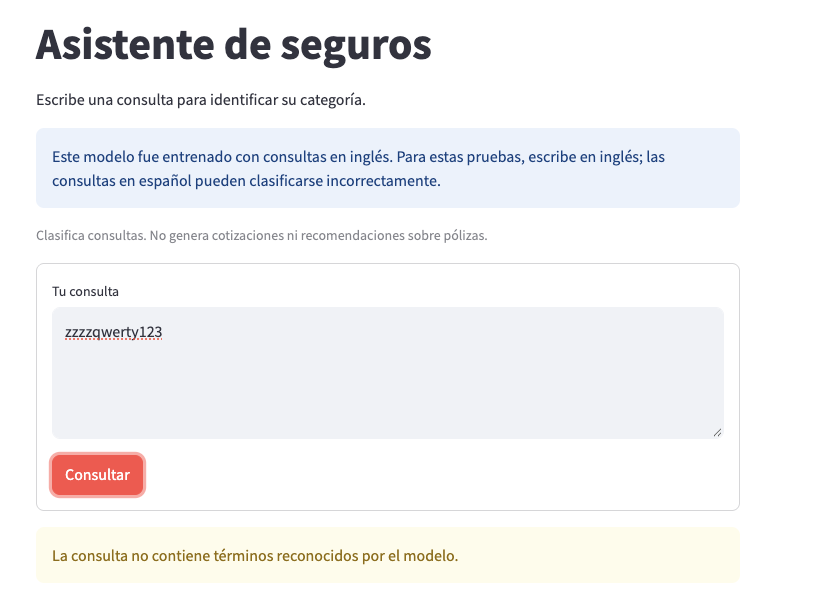 Asistente de seguros
Escribe una consulta para identificar su categoría.
Este modelo fue entrenado con consultas en inglés. Para estas pruebas, escribe en inglés; las
consultas en español pueden clasificarse incorrectamente.
Clasifica consultas. No genera cotizaciones ni recomendaciones sobre pólizas.
Tu consulta
zzzzqwerty123
Consultar
La consulta no contiene términos reconocidos por el modelo.